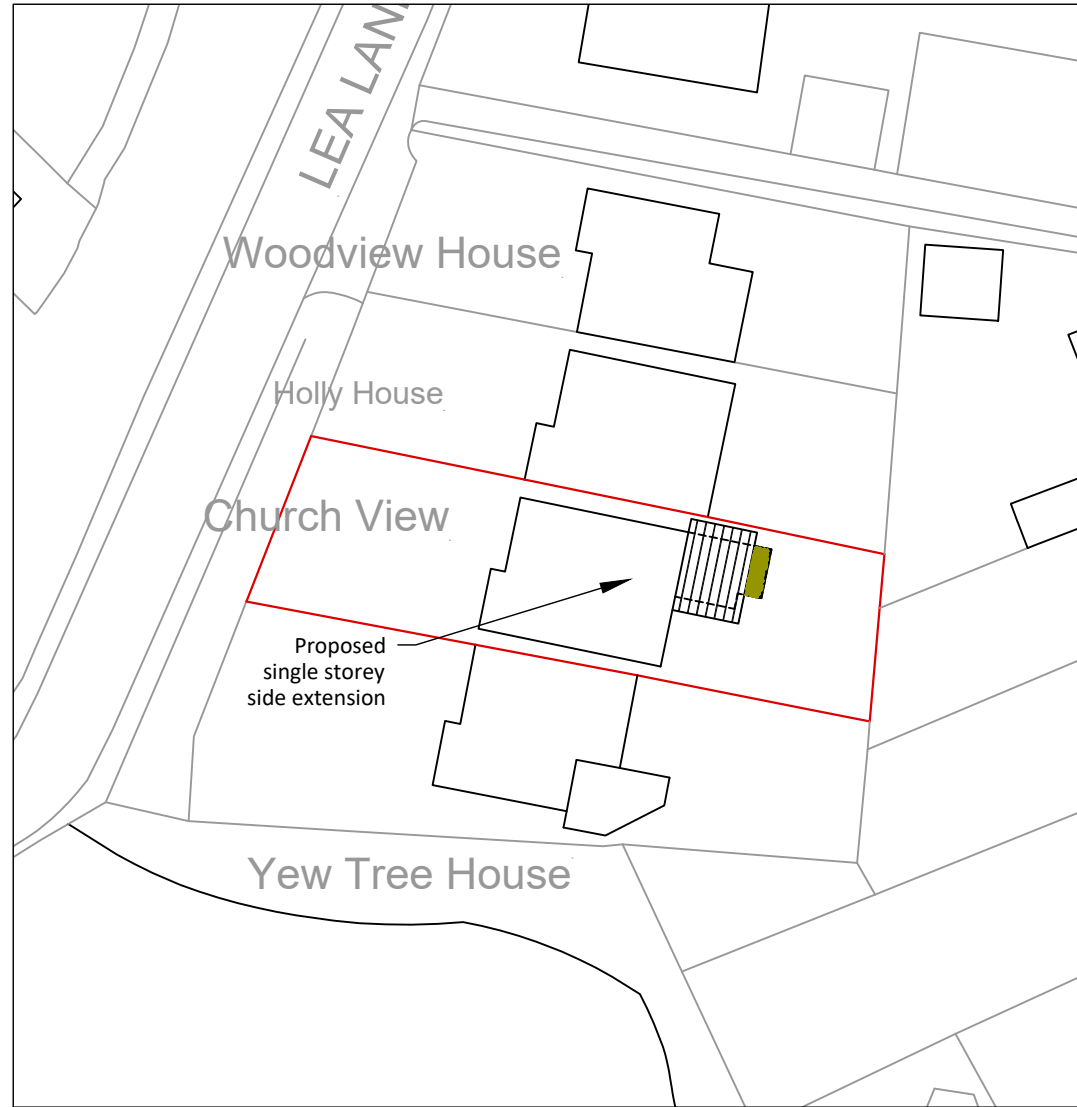 LEA LANE
Woodview House
Holly House
Church View
Proposed
single storey
side extension
Yew Tree House